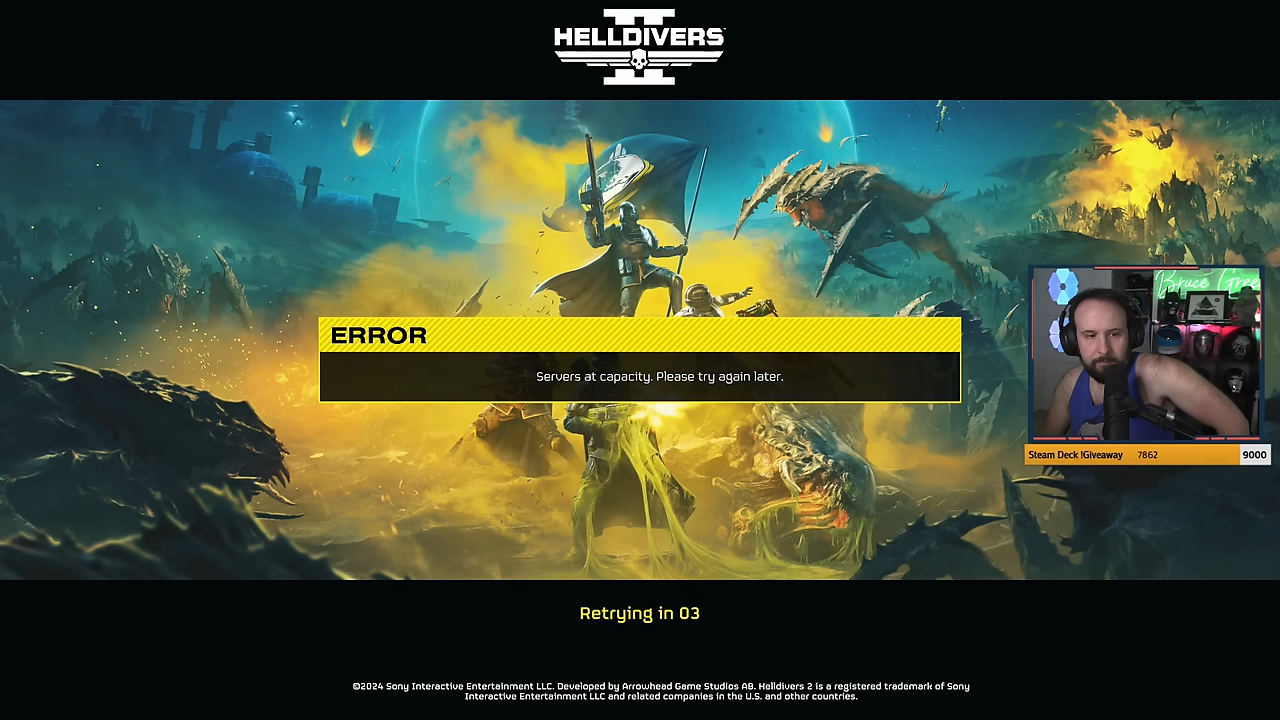 HELLDIVERS
II
ERROR
Servers at capacity. Please try again later.
Bruce Gree
Steam Deck !Giveaway 7862 9000
Retrying in 03
©2024 Sony Interactive Entertainment LLC. Developed by Arrowhead Game Studios AB. Helldivers 2 is a registered trademark of Sony
Interactive Entertainment LLC and related companies in the U.S. and other countries.